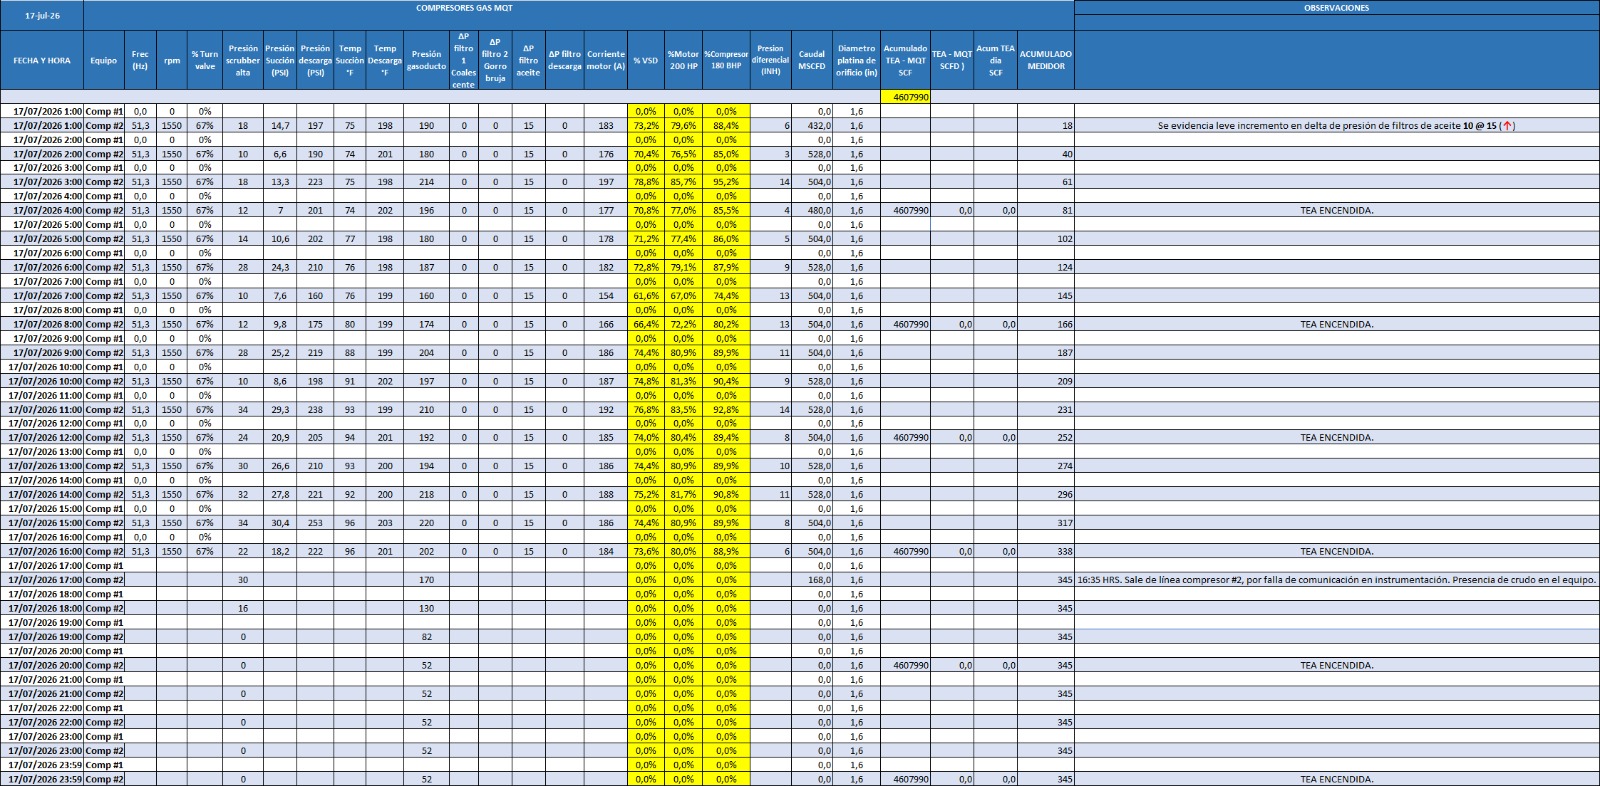 17-jul-26 COMPRESORES GAS MQT OBSERVACIONES
FECHA Y HORA Equipo Frec (Hz) rpm % Turn valve Presión scrubber alta Presión Succión (PSI) Presión descarga (PSI) Temp Succión °F Temp Descarga °F Presión gasoducto ΔP filtro 1 Coalescente ΔP filtro 2 Gorro bruja ΔP filtro aceite ΔP filtro descarga Corriente motor (A) % VSD %Motor 200 HP %Compresor 180 BHP Presion diferencial (INH) Caudal MSCFD Diametro platina de orificio (in) Acumulado TEA - MQT SCF TEA - MQT SCFD ) Acum TEA dia SCF ACUMULADO MEDIDOR
4607990
17/07/2026 1:00 Comp #1 0,0 0 0% 0,0% 0,0% 0,0% 0,0 1,6
17/07/2026 1:00 Comp #2 51,3 1550 67% 18 14,7 197 75 198 190 0 0 15 0 183 73,2% 79,6% 88,4% 6 432,0 1,6 18 Se evidencia leve incremento en delta de presión de filtros de aceite 10 @ 15 (↑)
17/07/2026 2:00 Comp #1 0,0 0 0% 0,0% 0,0% 0,0% 0,0 1,6
17/07/2026 2:00 Comp #2 51,3 1550 67% 10 6,6 190 74 201 180 0 0 15 0 176 70,4% 76,5% 85,0% 3 528,0 1,6 40
17/07/2026 3:00 Comp #1 0,0 0 0% 0,0% 0,0% 0,0% 0,0 1,6
17/07/2026 3:00 Comp #2 51,3 1550 67% 18 13,3 223 75 198 214 0 0 15 0 197 78,8% 85,7% 95,2% 14 504,0 1,6 61
17/07/2026 4:00 Comp #1 0,0 0 0% 0,0% 0,0% 0,0% 0,0 1,6
17/07/2026 4:00 Comp #2 51,3 1550 67% 12 7 201 74 202 196 0 0 15 0 177 70,8% 77,0% 85,5% 4 480,0 1,6 4607990 0,0 0,0 81 TEA ENCENDIDA.
17/07/2026 5:00 Comp #1 0,0 0 0% 0,0% 0,0% 0,0% 0,0 1,6
17/07/2026 5:00 Comp #2 51,3 1550 67% 14 10,6 202 77 198 180 0 0 15 0 178 71,2% 77,4% 86,0% 5 504,0 1,6 102
17/07/2026 6:00 Comp #1 0,0 0 0% 0,0% 0,0% 0,0% 0,0 1,6
17/07/2026 6:00 Comp #2 51,3 1550 67% 28 24,3 210 76 198 187 0 0 15 0 182 72,8% 79,1% 87,9% 9 528,0 1,6 124
17/07/2026 7:00 Comp #1 0,0 0 0% 0,0% 0,0% 0,0% 0,0 1,6
17/07/2026 7:00 Comp #2 51,3 1550 67% 10 7,6 160 76 199 160 0 0 15 0 154 61,6% 67,0% 74,4% 13 504,0 1,6 145
17/07/2026 8:00 Comp #1 0,0 0 0% 0,0% 0,0% 0,0% 0,0 1,6
17/07/2026 8:00 Comp #2 51,3 1550 67% 12 9,8 175 80 199 174 0 0 15 0 166 66,4% 72,2% 80,2% 13 504,0 1,6 4607990 0,0 0,0 166 TEA ENCENDIDA.
17/07/2026 9:00 Comp #1 0,0 0 0% 0,0% 0,0% 0,0% 0,0 1,6
17/07/2026 9:00 Comp #2 51,3 1550 67% 28 25,2 219 88 199 204 0 0 15 0 186 74,4% 80,9% 89,9% 11 504,0 1,6 187
17/07/2026 10:00 Comp #1 0,0 0 0% 0,0% 0,0% 0,0% 0,0 1,6
17/07/2026 10:00 Comp #2 51,3 1550 67% 10 8,6 198 91 202 197 0 0 15 0 187 74,8% 81,3% 90,4% 9 528,0 1,6 209
17/07/2026 11:00 Comp #1 0,0 0 0% 0,0% 0,0% 0,0% 0,0 1,6
17/07/2026 11:00 Comp #2 51,3 1550 67% 34 29,3 238 93 199 210 0 0 15 0 192 76,8% 83,5% 92,8% 14 528,0 1,6 231
17/07/2026 12:00 Comp #1 0,0 0 0% 0,0% 0,0% 0,0% 0,0 1,6
17/07/2026 12:00 Comp #2 51,3 1550 67% 24 20,9 205 94 201 192 0 0 15 0 185 74,0% 80,4% 89,4% 8 504,0 1,6 4607990 0,0 0,0 252 TEA ENCENDIDA.
17/07/2026 13:00 Comp #1 0,0 0 0% 0,0% 0,0% 0,0% 0,0 1,6
17/07/2026 13:00 Comp #2 51,3 1550 67% 30 26,6 210 93 200 194 0 0 15 0 186 74,4% 80,9% 89,9% 10 528,0 1,6 274
17/07/2026 14:00 Comp #1 0,0 0 0% 0,0% 0,0% 0,0% 0,0 1,6
17/07/2026 14:00 Comp #2 51,3 1550 67% 32 27,8 221 92 200 218 0 0 15 0 188 75,2% 81,7% 90,8% 11 528,0 1,6 296
17/07/2026 15:00 Comp #1 0,0 0 0% 0,0% 0,0% 0,0% 0,0 1,6
17/07/2026 15:00 Comp #2 51,3 1550 67% 34 30,4 253 96 203 220 0 0 15 0 186 74,4% 80,9% 89,9% 8 504,0 1,6 317
17/07/2026 16:00 Comp #1 0,0 0 0% 0,0% 0,0% 0,0% 0,0 1,6
17/07/2026 16:00 Comp #2 51,3 1550 67% 22 18,2 222 96 201 202 0 0 15 0 184 73,6% 80,0% 88,9% 6 504,0 1,6 4607990 0,0 0,0 338 TEA ENCENDIDA.
17/07/2026 17:00 Comp #1 0,0% 0,0% 0,0% 0,0 1,6
17/07/2026 17:00 Comp #2 30 170 0,0% 0,0% 0,0% 168,0 1,6 345 16:35 HRS. Sale de línea compresor #2, por falla de comunicación en instrumentación. Presencia de crudo en el equipo.
17/07/2026 18:00 Comp #1 0,0% 0,0% 0,0% 0,0 1,6
17/07/2026 18:00 Comp #2 16 130 0,0% 0,0% 0,0% 0,0 1,6 345
17/07/2026 19:00 Comp #1 0,0% 0,0% 0,0% 0,0 1,6
17/07/2026 19:00 Comp #2 0 82 0,0% 0,0% 0,0% 0,0 1,6 345
17/07/2026 20:00 Comp #1 0,0% 0,0% 0,0% 0,0 1,6
17/07/2026 20:00 Comp #2 0 52 0,0% 0,0% 0,0% 0,0 1,6 4607990 0,0 0,0 345 TEA ENCENDIDA.
17/07/2026 21:00 Comp #1 0,0% 0,0% 0,0% 0,0 1,6
17/07/2026 21:00 Comp #2 0 52 0,0% 0,0% 0,0% 0,0 1,6 345
17/07/2026 22:00 Comp #1 0,0% 0,0% 0,0% 0,0 1,6
17/07/2026 22:00 Comp #2 0 52 0,0% 0,0% 0,0% 0,0 1,6 345
17/07/2026 23:00 Comp #1 0,0% 0,0% 0,0% 0,0 1,6
17/07/2026 23:00 Comp #2 0 52 0,0% 0,0% 0,0% 0,0 1,6 345
17/07/2026 23:59 Comp #1 0,0% 0,0% 0,0% 0,0 1,6
17/07/2026 23:59 Comp #2 0 52 0,0% 0,0% 0,0% 0,0 1,6 4607990 0,0 0,0 345 TEA ENCENDIDA.